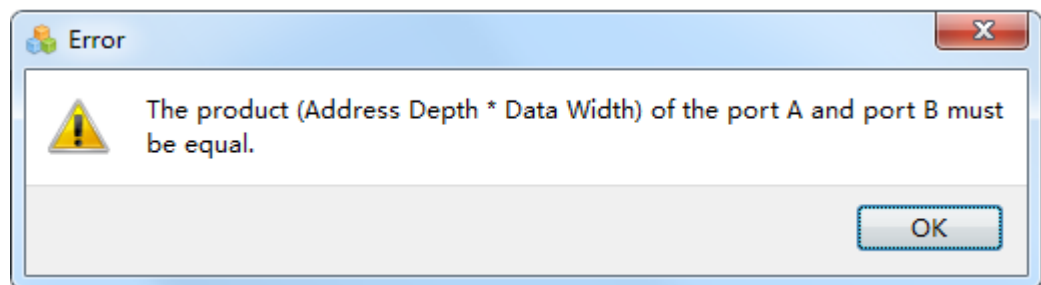 Error
The product (Address Depth * Data Width) of the port A and port B must
be equal.
OK